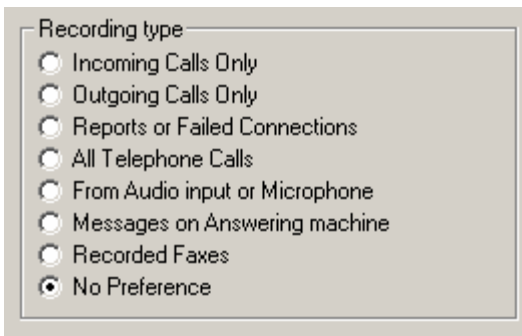 Recording type
Incoming Calls Only
Outgoing Calls Only
Reports or Failed Connections
All Telephone Calls
From Audio input or Microphone
Messages on Answering machine
Recorded Faxes
No Preference